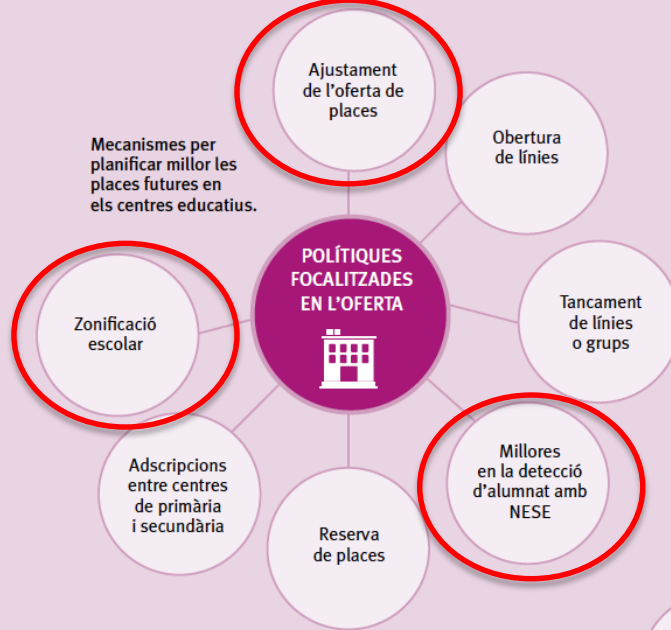 Ajustament
de l'oferta de
places
Mecanismes per
planificar millor les
places futures en
els centres educatius.
Obertura
de línies
POLÍTIQUES
FOCALITZADES
EN L'OFERTA
Zonificació
escolar
Tancament
de línies
o grups
Adscripcions
entre centres
de primària
i secundària
Millores
en la detecció
d'alumnat amb
NESE
Reserva
de places